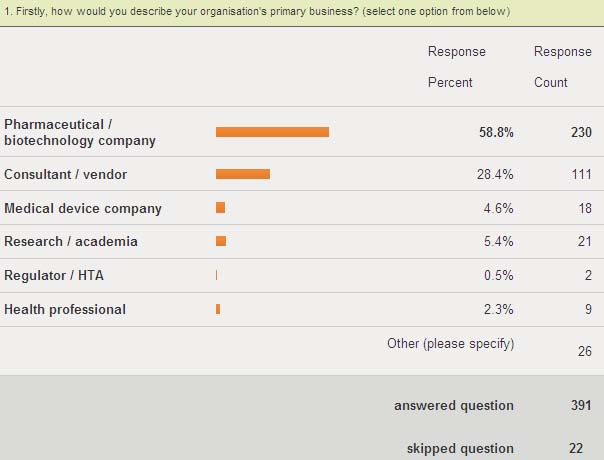 1. Firstly, how would you describe your organisation's primary business? (select one option from below)
Response Response
Percent Count
Pharmaceutical /
biotechnology company 58.8% 230
Consultant / vendor 28.4% 111
Medical device company 4.6% 18
Research / academia 5.4% 21
Regulator / HTA 0.5% 2
Health professional 2.3% 9
Other (please specify) 26
answered question 391
skipped question 22